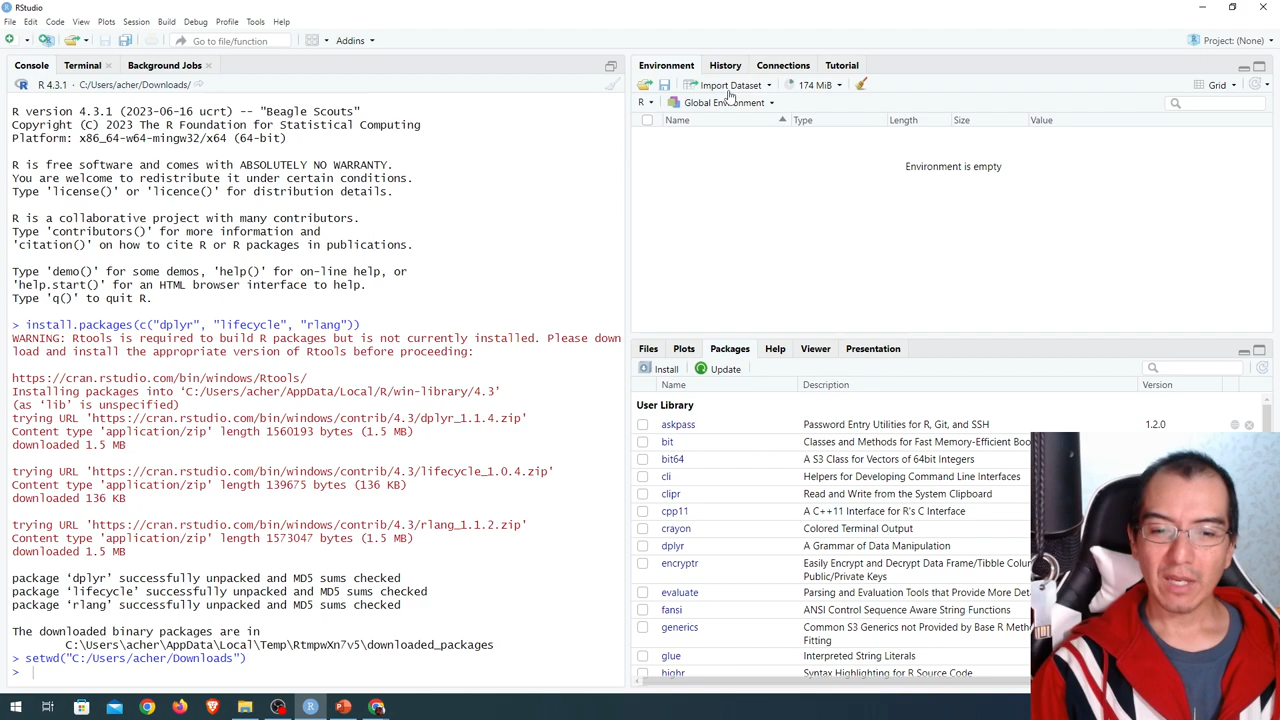 RStudio
File Edit Code View Plots Session Build Debug Profile Tools Help
Go to file/function
Addins
Project: (None)
Console Terminal Background Jobs
R 4.3.1 · C:/Users/acher/Downloads/
R version 4.3.1 (2023-06-16 ucrt) -- "Beagle Scouts"
Copyright (C) 2023 The R Foundation for Statistical Computing
Platform: x86_64-w64-mingw32/x64 (64-bit)
R is free software and comes with ABSOLUTELY NO WARRANTY.
You are welcome to redistribute it under certain conditions.
Type 'license()' or 'licence()' for distribution details.
R is a collaborative project with many contributors.
Type 'contributors()' for more information and
'citation()' on how to cite R or R packages in publications.
Type 'demo()' for some demos, 'help()' for on-line help, or
'help.start()' for an HTML browser interface to help.
Type 'q()' to quit R.
> install.packages(c("dplyr", "lifecycle", "rlang"))
WARNING: Rtools is required to build R packages but is not currently installed. Please down
load and install the appropriate version of Rtools before proceeding:
https://cran.rstudio.com/bin/windows/Rtools/
Installing packages into ‘C:/Users/acher/AppData/Local/R/win-library/4.3’
(as ‘lib’ is unspecified)
trying URL 'https://cran.rstudio.com/bin/windows/contrib/4.3/dplyr_1.1.4.zip'
Content type 'application/zip' length 1560193 bytes (1.5 MB)
downloaded 1.5 MB
trying URL 'https://cran.rstudio.com/bin/windows/contrib/4.3/lifecycle_1.0.4.zip'
Content type 'application/zip' length 139675 bytes (136 KB)
downloaded 136 KB
trying URL 'https://cran.rstudio.com/bin/windows/contrib/4.3/rlang_1.1.2.zip'
Content type 'application/zip' length 1573047 bytes (1.5 MB)
downloaded 1.5 MB
package ‘dplyr’ successfully unpacked and MD5 sums checked
package ‘lifecycle’ successfully unpacked and MD5 sums checked
package ‘rlang’ successfully unpacked and MD5 sums checked
The downloaded binary packages are in
C:\Users\acher\AppData\Local\Temp\RtmpwXn7v5\downloaded_packages
> setwd("C:/Users/acher/Downloads")
>
Environment History Connections Tutorial
Import Dataset 174 MiB Grid
R Global Environment
Name Type Length Size Value
Environment is empty
Files Plots Packages Help Viewer Presentation
Install Update
Name Description Version
User Library
askpass Password Entry Utilities for R, Git, and SSH 1.2.0
bit Classes and Methods for Fast Memory-Efficient Boo
bit64 A S3 Class for Vectors of 64bit Integers
cli Helpers for Developing Command Line Interfaces
clipr Read and Write from the System Clipboard
cpp11 A C++11 Interface for R's C Interface
crayon Colored Terminal Output
dplyr A Grammar of Data Manipulation
encryptr Easily Encrypt and Decrypt Data Frame/Tibble Colu
Public/Private Keys
evaluate Parsing and Evaluation Tools that Provide More Det
fansi ANSI Control Sequence Aware String Functions
generics Common S3 Generics not Provided by Base R Meth
Fitting
glue Interpreted String Literals
highr Syntax Highlighting for R Source Code